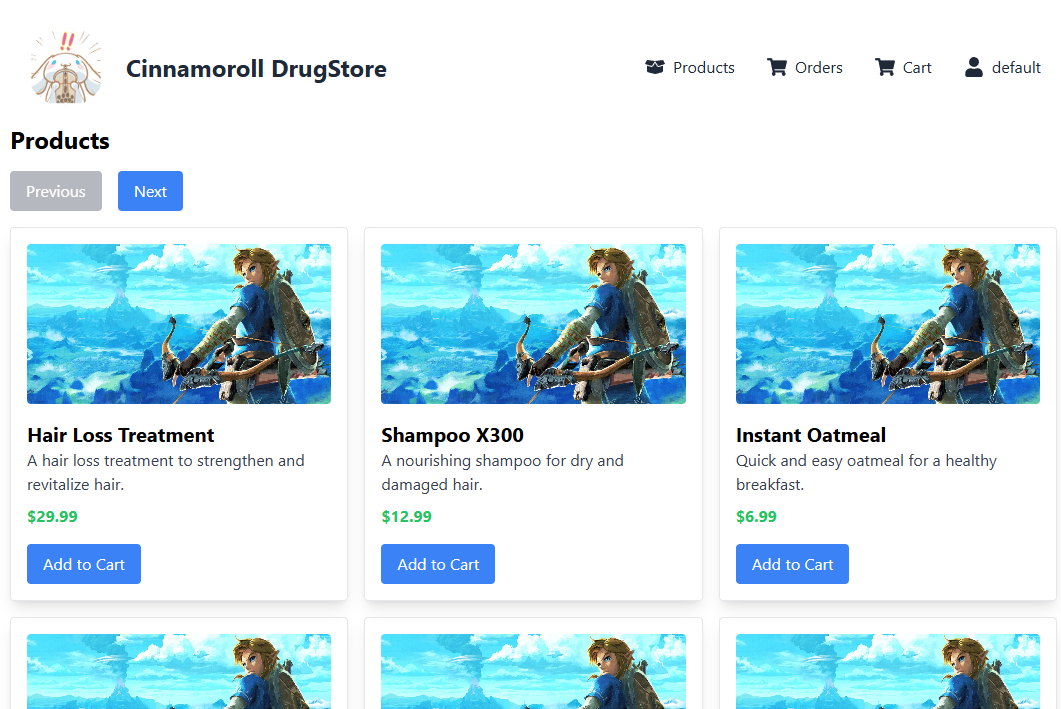 Cinnamoroll DrugStore
Products
Orders
Cart
default
Products
Previous
Next
Hair Loss Treatment
A hair loss treatment to strengthen and
revitalize hair.
$29.99
Add to Cart
Shampoo X300
A nourishing shampoo for dry and
damaged hair.
$12.99
Add to Cart
Instant Oatmeal
Quick and easy oatmeal for a healthy
breakfast.
$6.99
Add to Cart